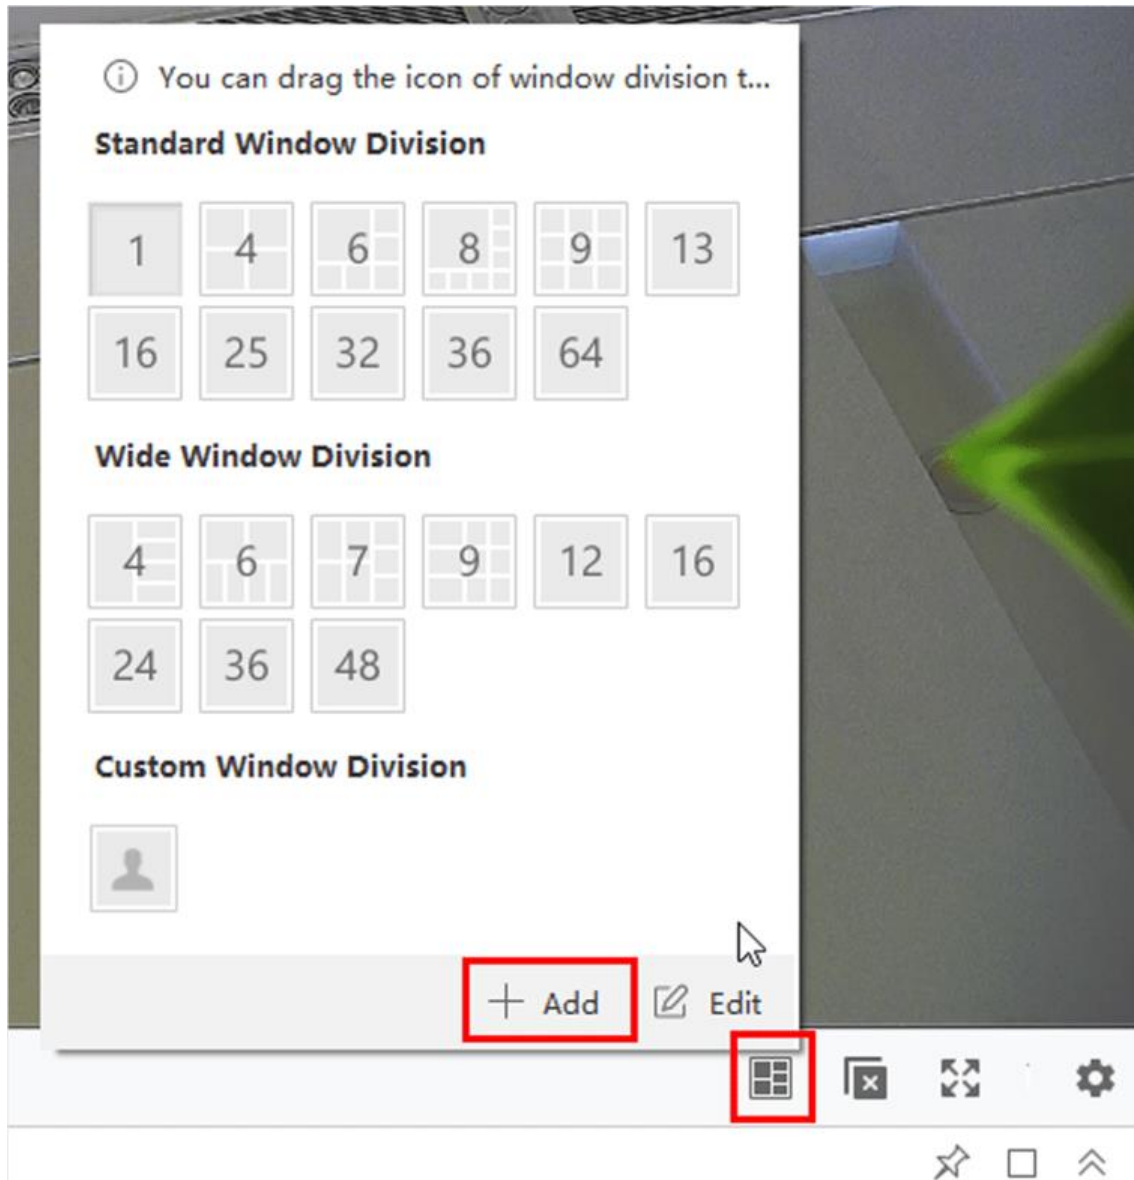 You can drag the icon of window division t...
Standard Window Division
1 4 6 8 9 13
16 25 32 36 64
Wide Window Division
4 6 7 9 12 16
24 36 48
Custom Window Division
Add Edit